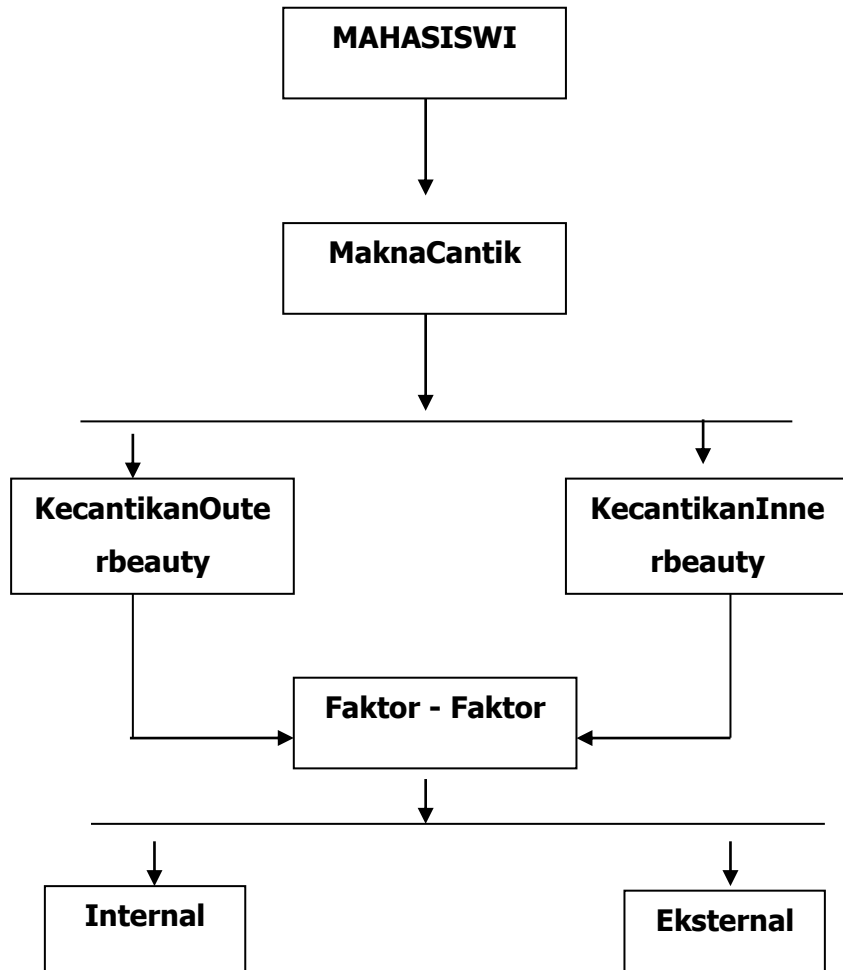 MAHASISWI
MaknaCantik
KecantikanOute
rbeauty
KecantikanInne
rbeauty
Faktor - Faktor
Internal
Eksternal